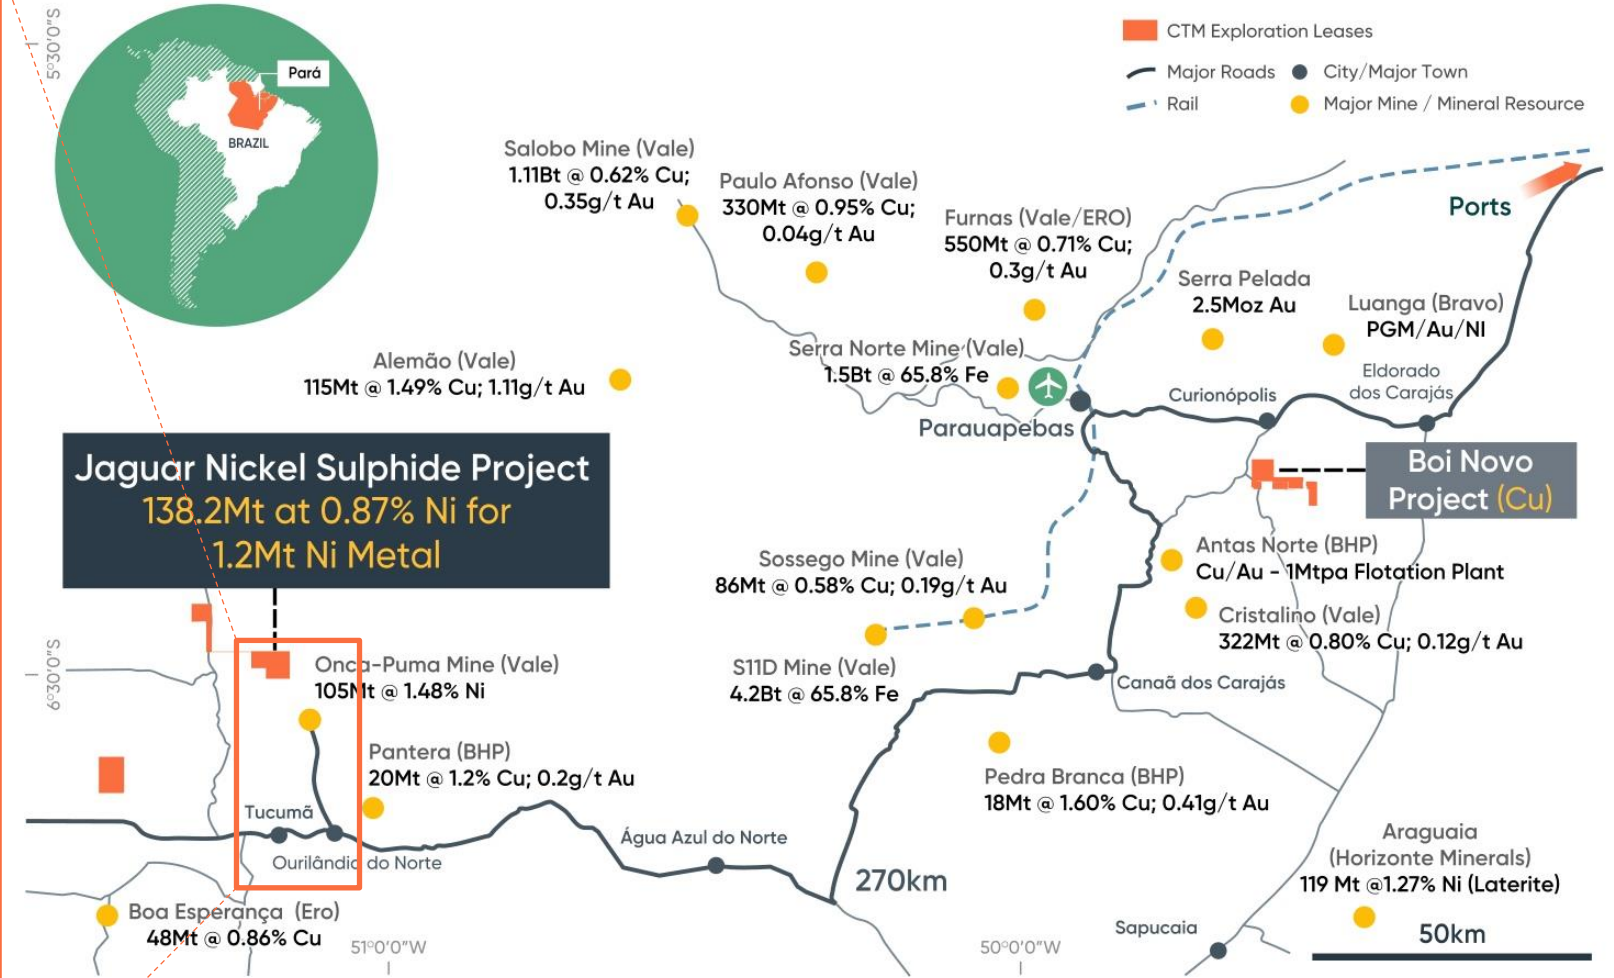 5°30'0"S
Pará
BRAZIL
CTM Exploration Leases
Major Roads
City/Major Town
Rail
Major Mine / Mineral Resource
Salobo Mine (Vale)
1.11Bt @ 0.62% Cu;
0.35g/t Au
Paulo Afonso (Vale)
330Mt @ 0.95% Cu;
0.04g/t Au
Furnas (Vale/ERO)
550Mt @ 0.71% Cu;
0.3g/t Au
Ports
Serra Pelada
2.5Moz Au
Luanga (Bravo)
PGM/Au/NI
Alemão (Vale)
115Mt @ 1.49% Cu; 1.11g/t Au
Serra Norte Mine (Vale)
1.5Bt @ 65.8% Fe
Parauapebas
Curionópolis
Eldorado
dos Carajás
Jaguar Nickel Sulphide Project
138.2Mt at 0.87% Ni for
1.2Mt Ni Metal
Boi Novo
Project (Cu)
Sossego Mine (Vale)
86Mt @ 0.58% Cu; 0.19g/t Au
Antas Norte (BHP)
Cu/Au - 1Mtpa Flotation Plant
Cristalino (Vale)
322Mt @ 0.80% Cu; 0.12g/t Au
6°30'0"S
Onca-Puma Mine (Vale)
105Mt @ 1.48% Ni
S11D Mine (Vale)
4.2Bt @ 65.8% Fe
Canaã dos Carajás
Pantera (BHP)
20Mt @ 1.2% Cu; 0.2g/t Au
Pedra Branca (BHP)
18Mt @ 1.60% Cu; 0.41g/t Au
Tucumã
Ourilândia do Norte
Água Azul do Norte
270km
Araguaia
(Horizonte Minerals)
119 Mt @1.27% Ni (Laterite)
Boa Esperança (Ero)
48Mt @ 0.86% Cu
51°0'0"W
50°0'0"W
Sapucaia
50km